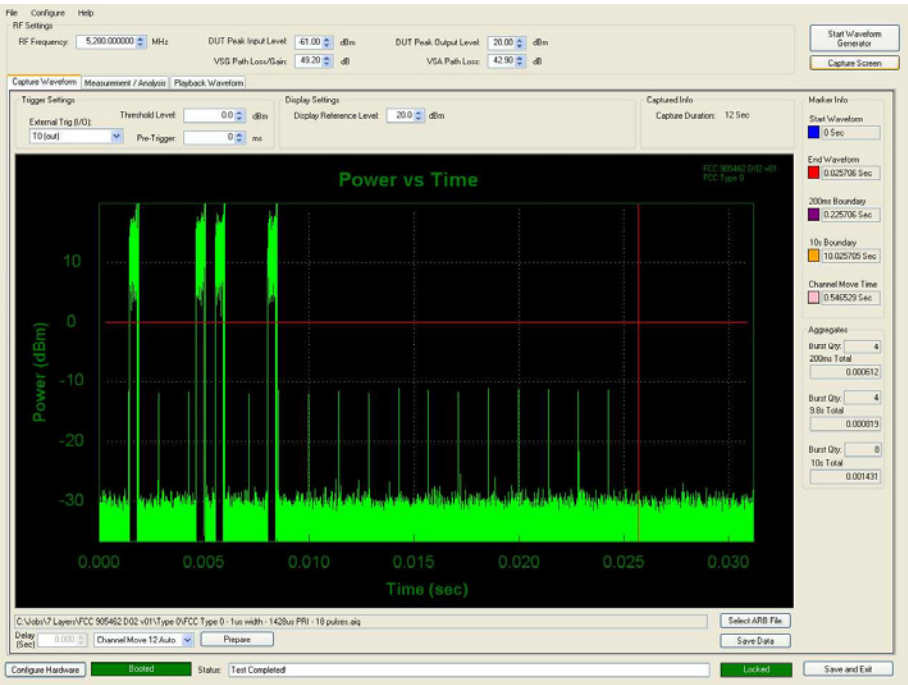 File Configure Help
RF Settings
RF Frequency: 5,280.000000 MHz DUT Peak Input Level: -61.00 dBm DUT Peak Output Level: 20.00 dBm
VSG Path Loss/Gain: 49.20 dB VSA Path Loss: 42.90 dB
Start Waveform Generator
Capture Screen
Capture Waveform Measurement / Analysis Playback Waveform
Trigger Settings Display Settings Captured Info Marker Info
External Trig (I/O): Threshold Level: 0.0 dBm Display Reference Level: 20.0 dBm Capture Duration: 12 Sec
T0 (out) Pre-Trigger: 0 ms
Start Waveform
0 Sec
End Waveform
0.025706 Sec
200ms Boundary
0.225706 Sec
10s Boundary
10.025705 Sec
Channel Move Time
0.546529 Sec
Aggregates
Burst Qty: 4
200ms Total
0.000612
Burst Qty: 4
9.8s Total
0.000819
Burst Qty: 8
10s Total
0.001431
Power vs Time
FCC 905462 D02 v01
FCC Type 0
Power (dBm)
10
0
-10
-20
-30
0.000 0.005 0.010 0.015 0.020 0.025 0.030
Time (sec)
C:\Jobs\7 Layers\FCC 905462 D02 v01\Type 0\FCC Type 0 - 1us width - 1428us PRI - 18 pulses.aiq Select ARB File
Delay (Sec) 0.000 Channel Move 12 Auto Prepare Save Data
Configure Hardware Booted Status: Test Completed! Locked Save and Exit